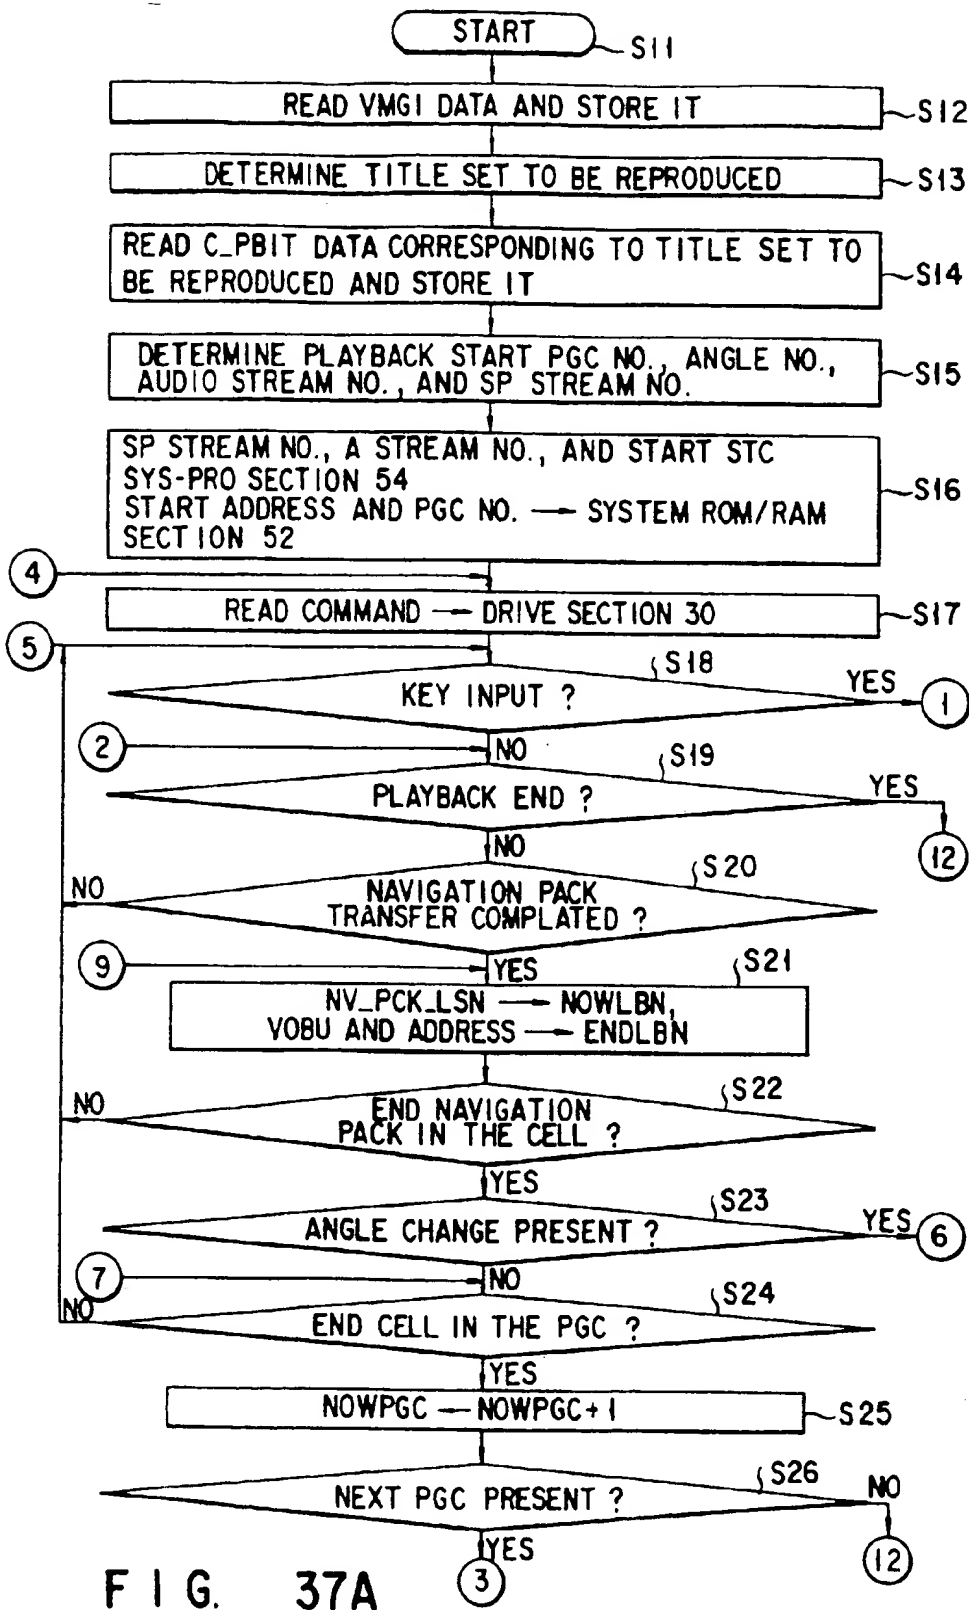 START
S11
READ VMGI DATA AND STORE IT
S12
DETERMINE TITLE SET TO BE REPRODUCED
S13
READ C_PBIT DATA CORRESPONDING TO TITLE SET TO
BE REPRODUCED AND STORE IT
S14
DETERMINE PLAYBACK START PGC NO., ANGLE NO.,
AUDIO STREAM NO., AND SP STREAM NO.
S15
SP STREAM NO., A STREAM NO., AND START STC
SYS-PRO SECTION 54
START ADDRESS AND PGC NO. → SYSTEM ROM/RAM
SECTION 52
S16
4
READ COMMAND → DRIVE SECTION 30
S17
5
S18
KEY INPUT ?
YES
1
NO
2
S19
PLAYBACK END ?
YES
12
NO
S20
NAVIGATION PACK
TRANSFER COMPLATED ?
NO
YES
9
S21
NV_PCK_LSN → NOWLBN,
VOBU AND ADDRESS → ENDLBN
S22
END NAVIGATION
PACK IN THE CELL ?
NO
YES
S23
ANGLE CHANGE PRESENT ?
YES
6
NO
7
S24
END CELL IN THE PGC ?
NO
YES
NOWPGC ← NOWPGC+1
S25
S26
NEXT PGC PRESENT ?
NO
12
YES
3
FIG. 37A